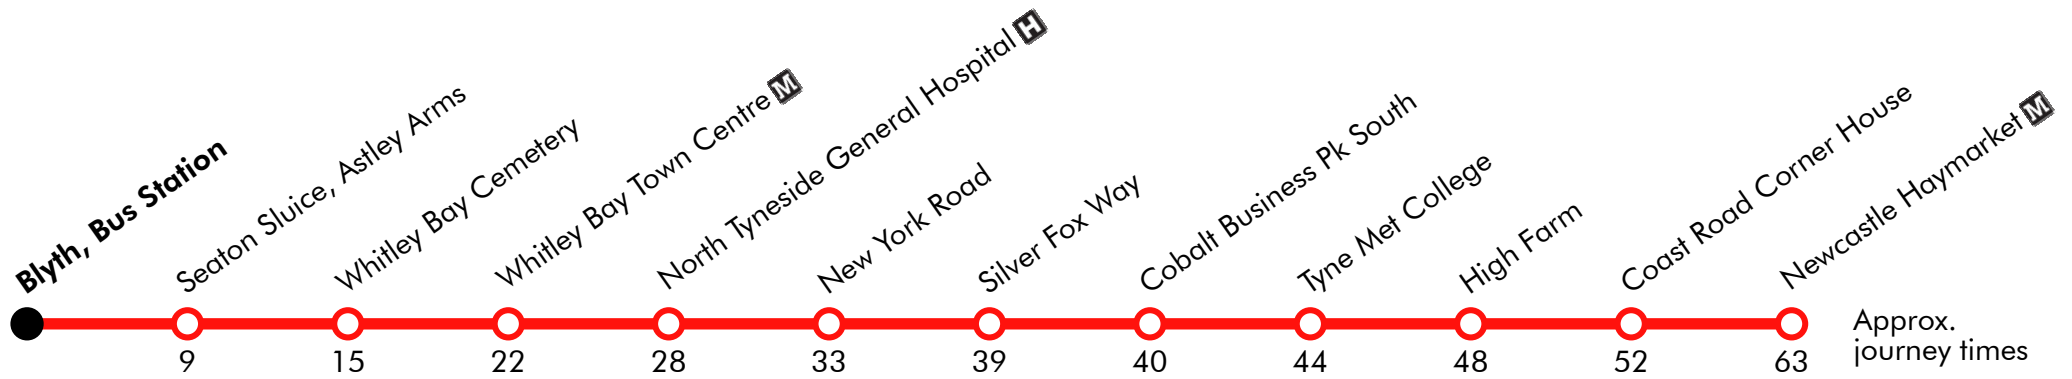 Blyth, Bus Station
Seaton Sluice, Astley Arms
Whitley Bay Cemetery
Whitley Bay Town Centre M
North Tyneside General Hospital H
New York Road
Silver Fox Way
Cobalt Business Pk South
Tyne Met College
High Farm
Coast Road Corner House
Newcastle Haymarket M
9 15 22 28 33 39 40 44 48 52 63
Approx.
journey times